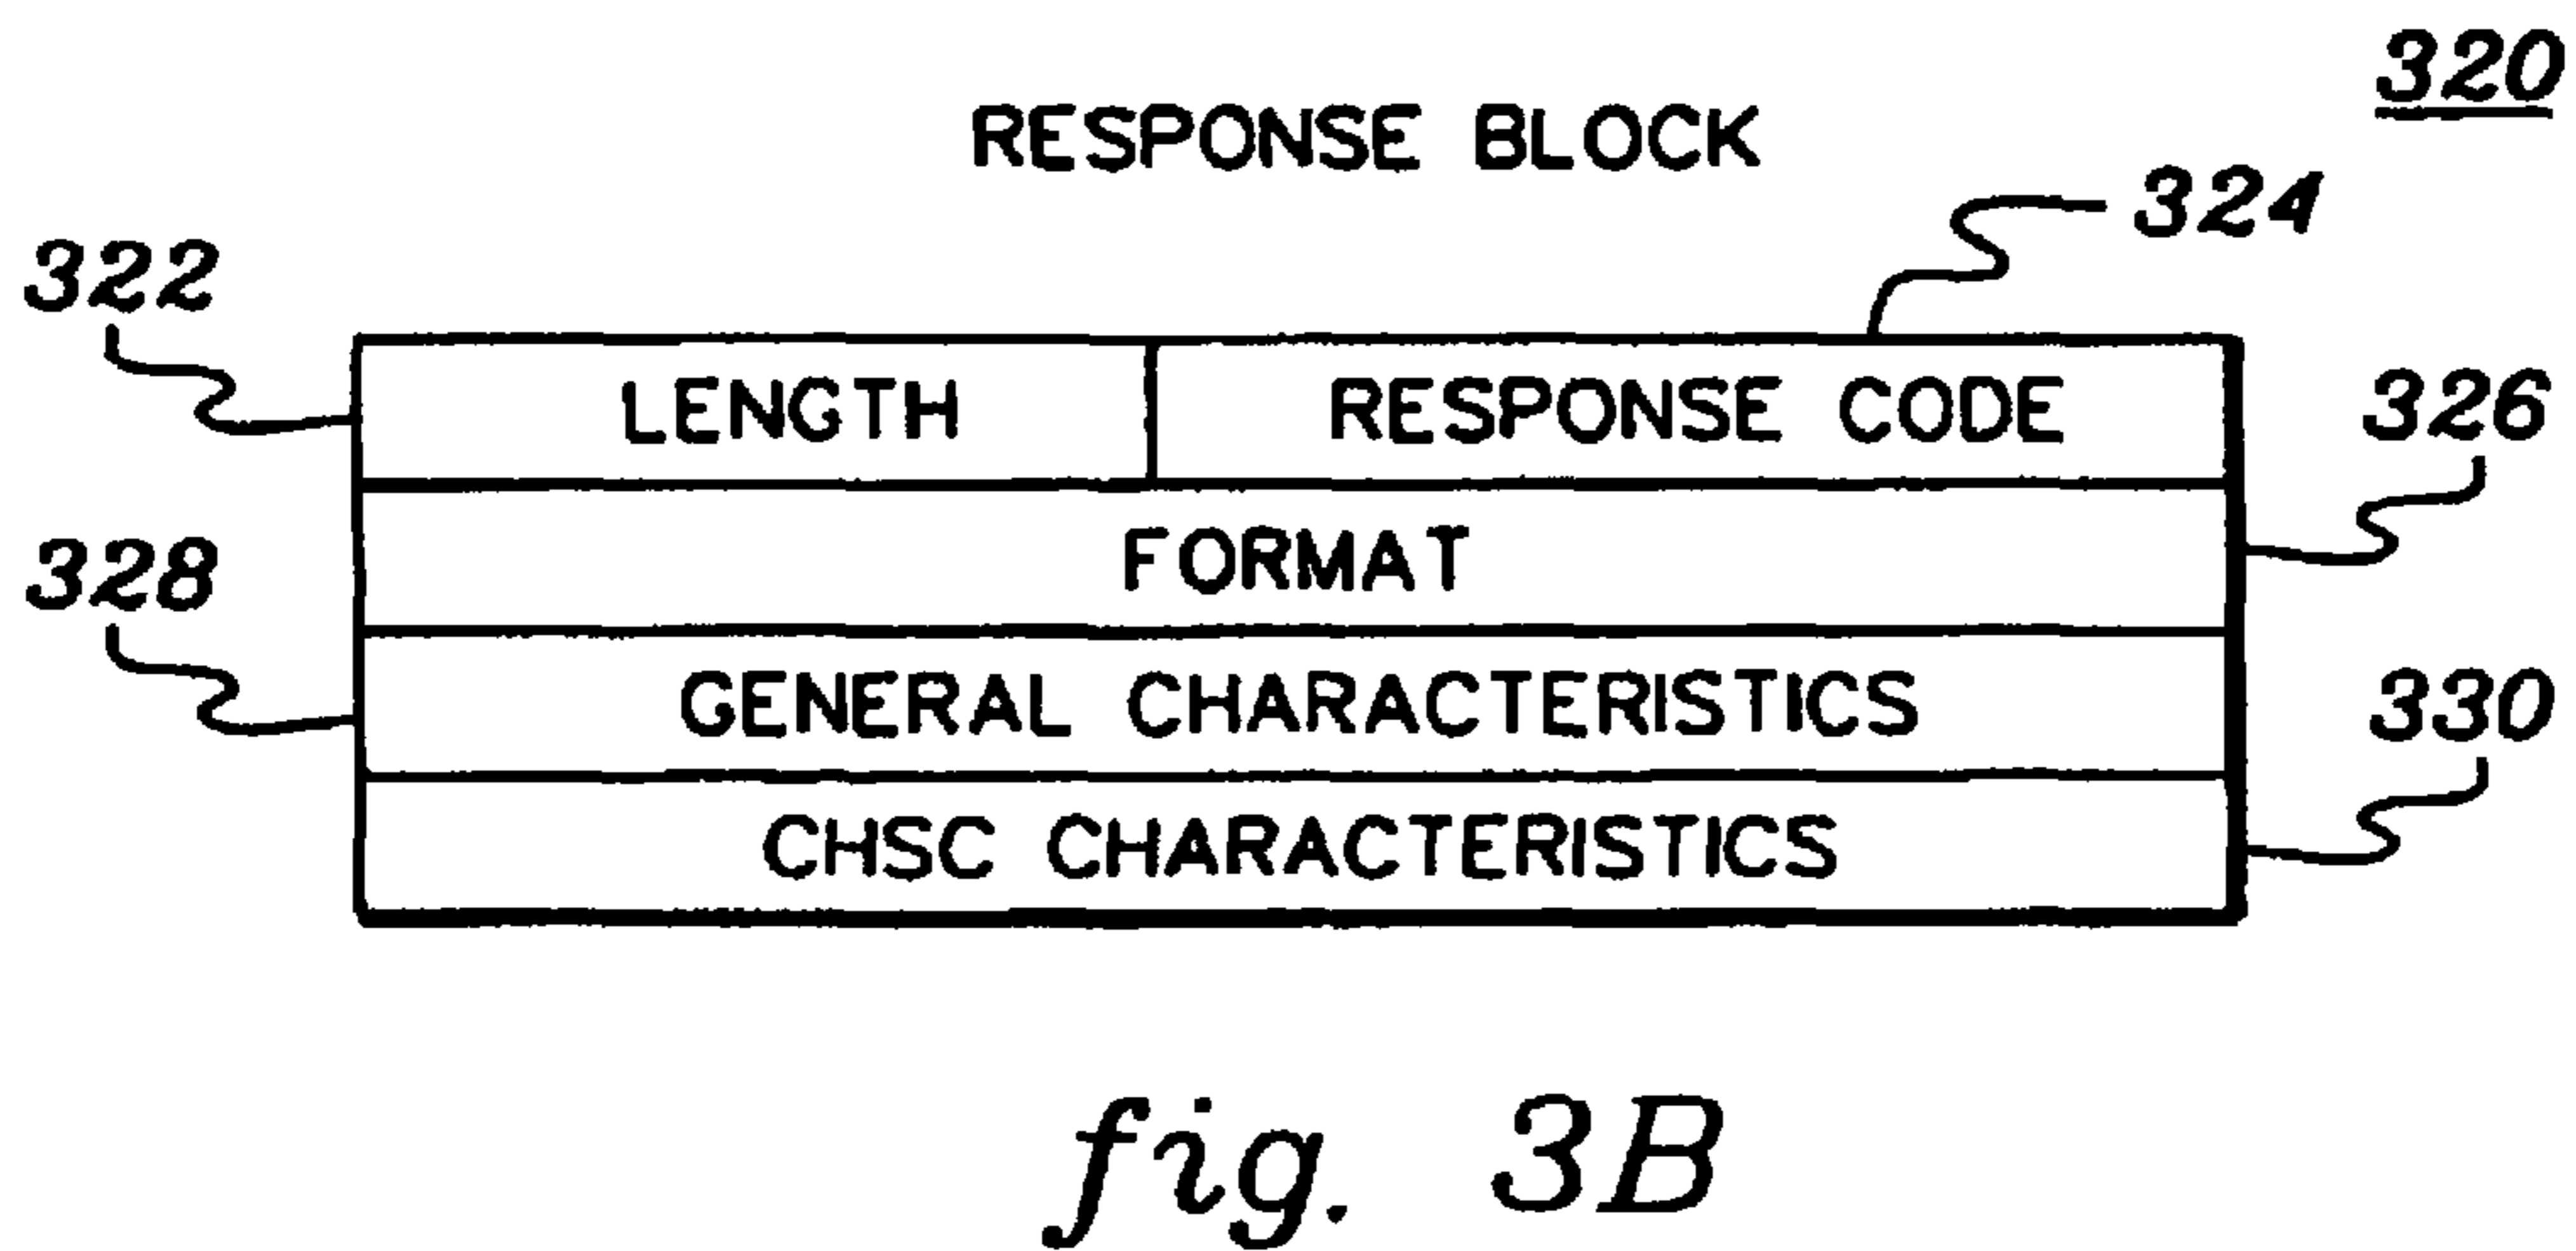 320
RESPONSE BLOCK
324
322
LENGTH RESPONSE CODE
326
FORMAT
328
GENERAL CHARACTERISTICS
330
CHSC CHARACTERISTICS
fig. 3B